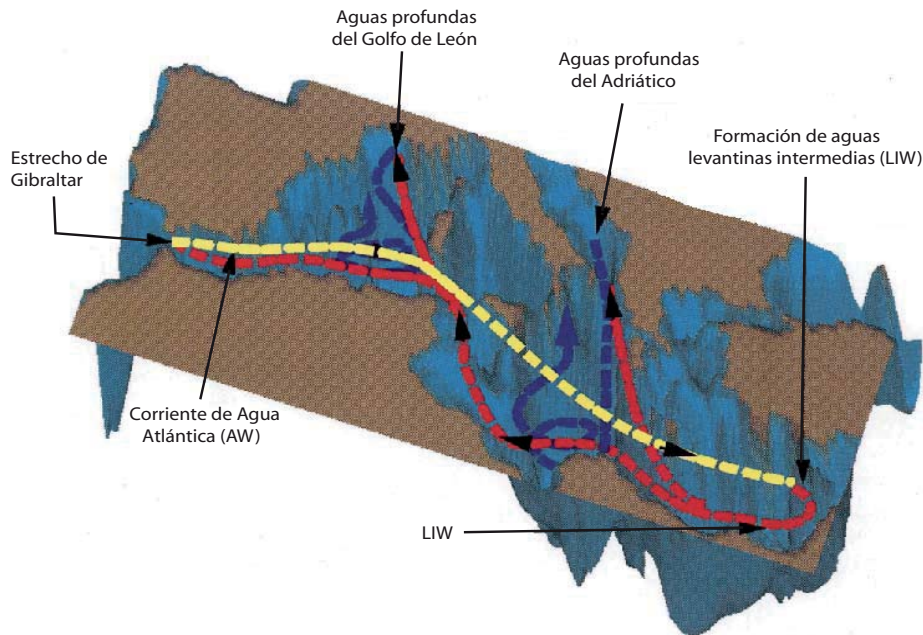 Aguas profundas
del Golfo de León
Aguas profundas
del Adriático
Formación de aguas
levantinas intermedias (LIW)
Estrecho de
Gibraltar
Corriente de Agua
Atlántica (AW)
LIW